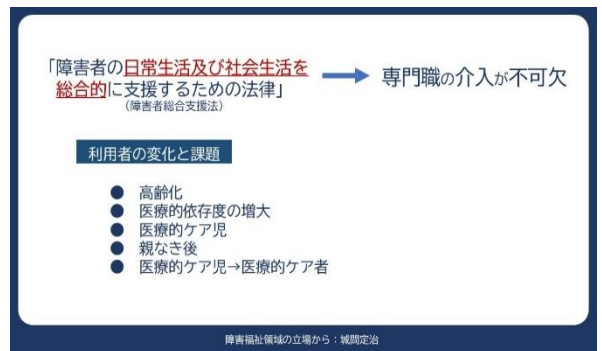 「障害者の日常生活及び社会生活を → 専門職の介入が不可欠
総合的に支援するための法律」
(障害者総合支援法)
利用者の変化と課題
● 高齢化
● 医療的依存度の増大
● 医療的ケア児
● 親なき後
● 医療的ケア児→医療的ケア者
障害福祉領域の立場から：城間定治